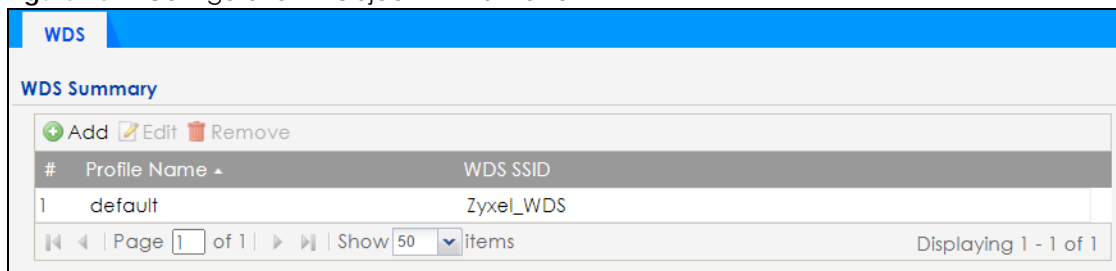 WDS
WDS Summary
Add Edit Remove
# Profile Name WDS SSID
1 default Zyxel_WDS
Page 1 of 1 Show 50 items Displaying 1 - 1 of 1